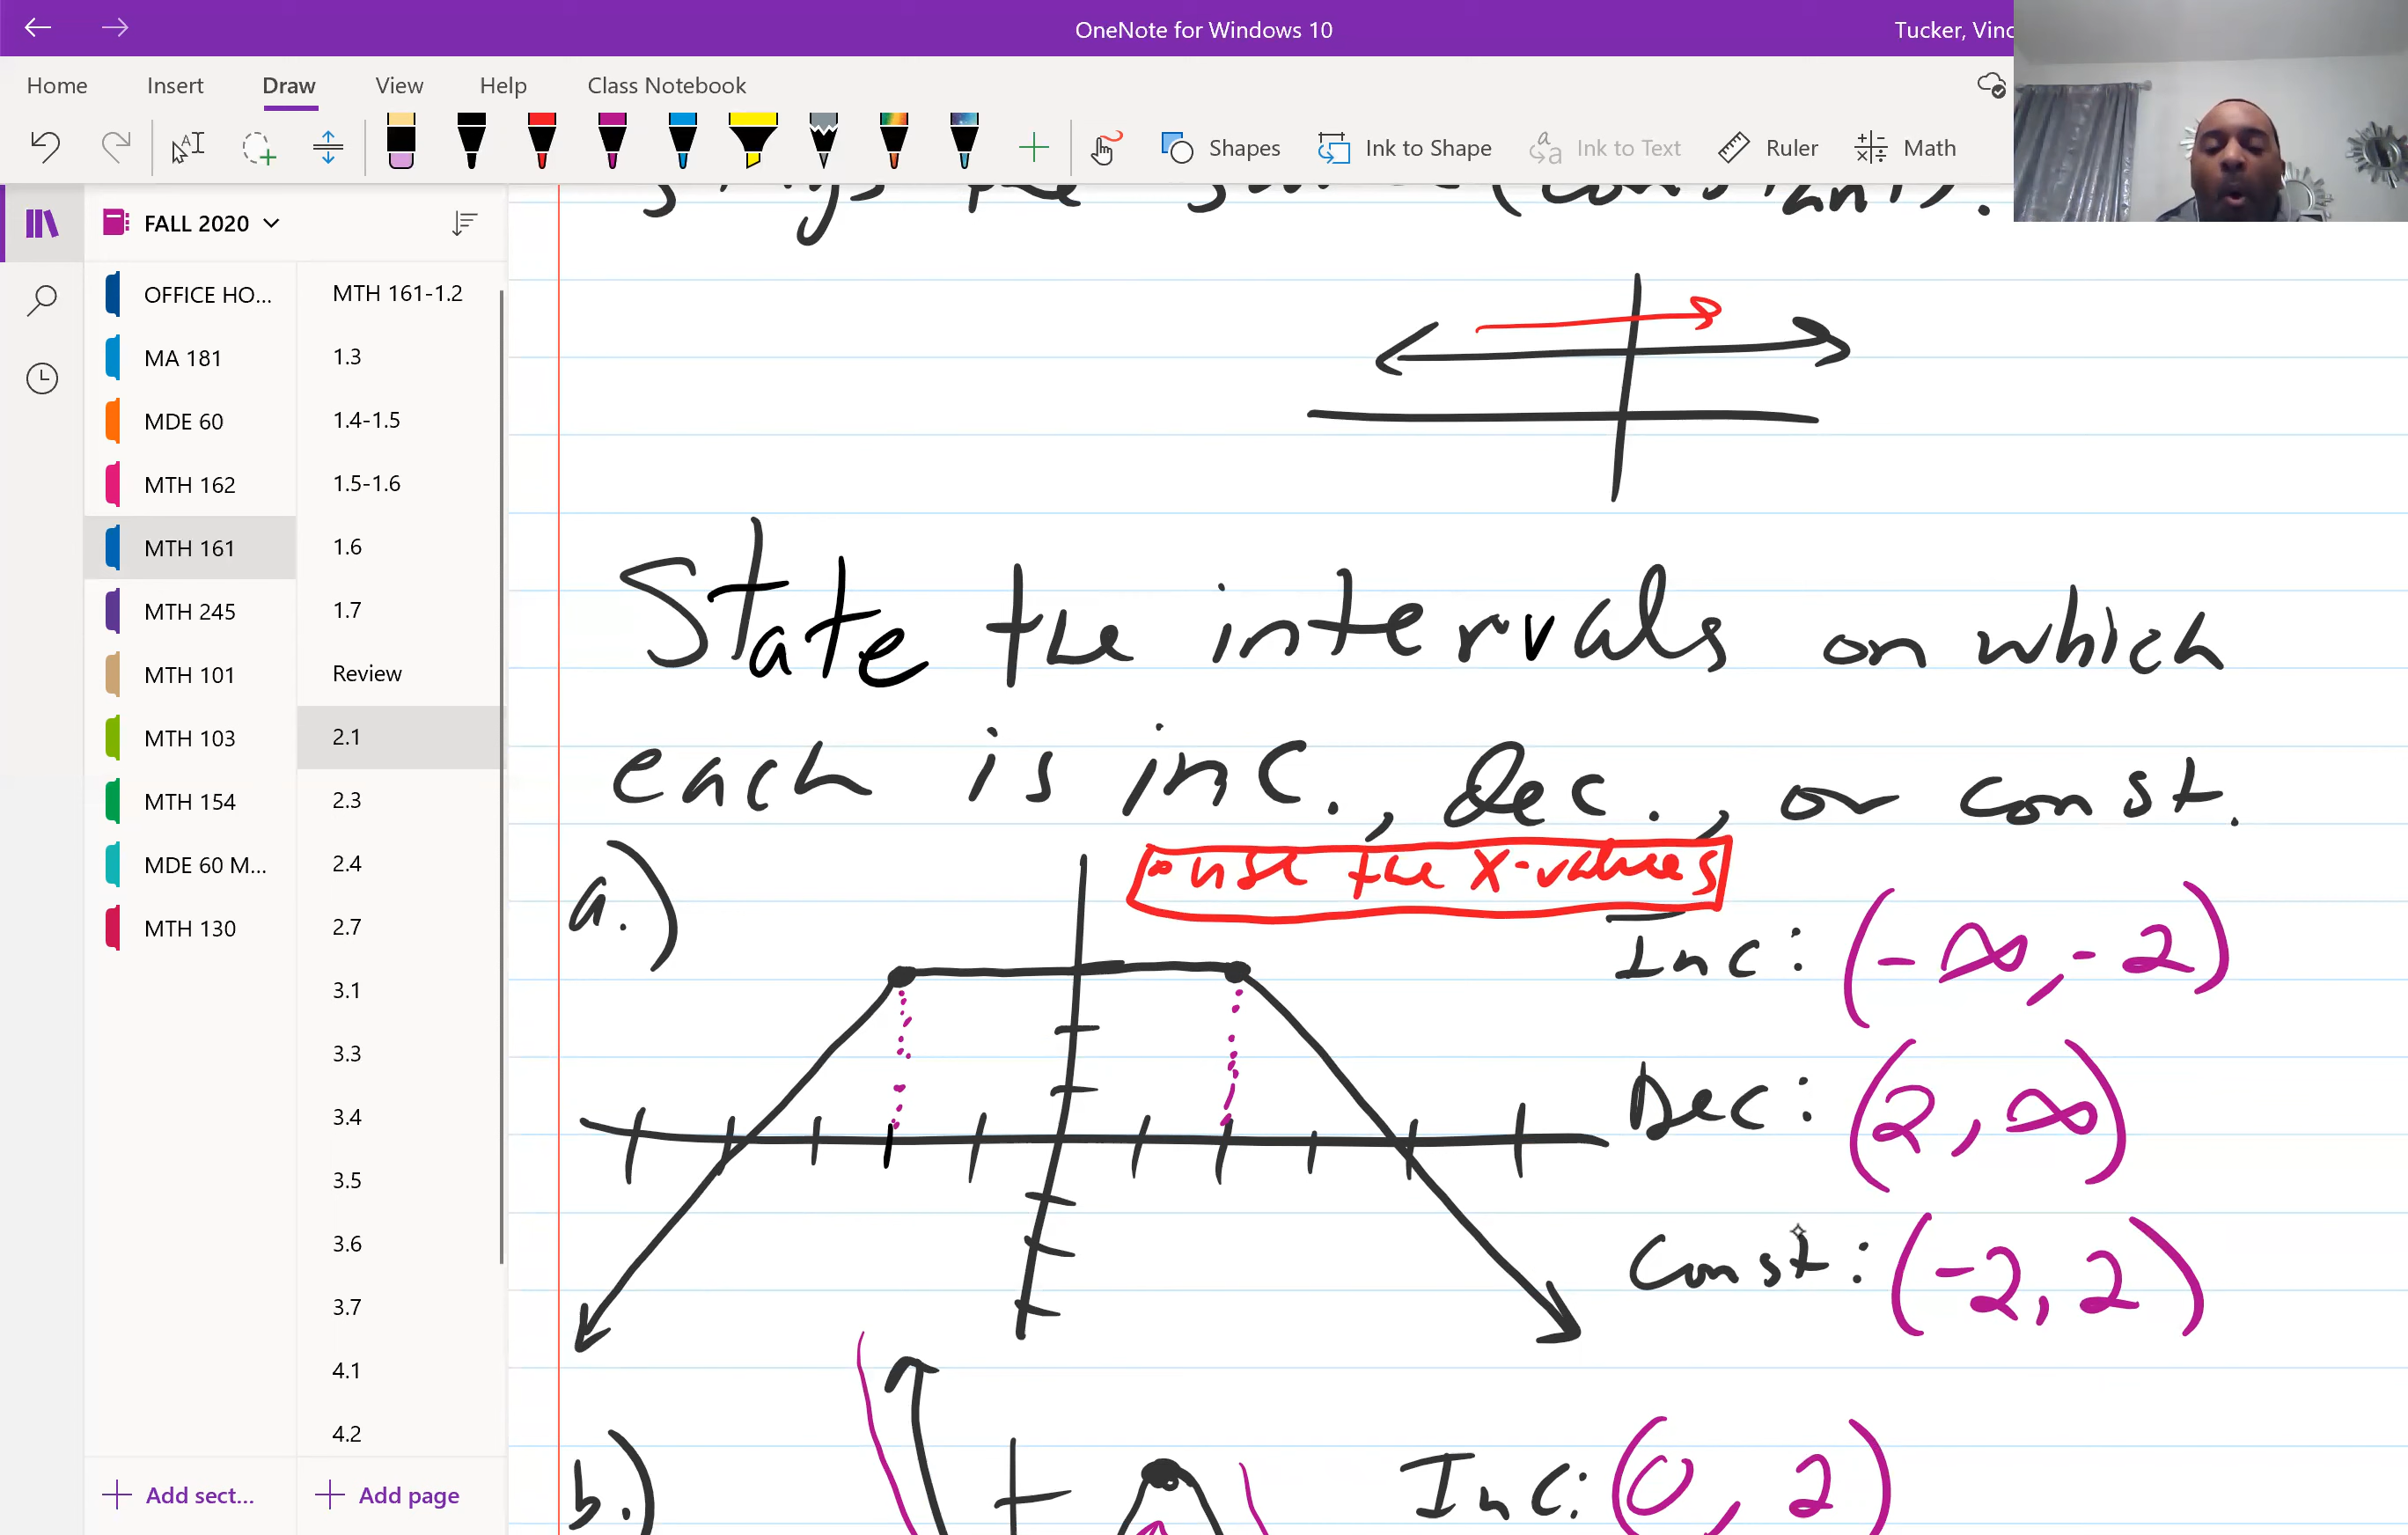 OneNote for Windows 10
Tucker, Vinc
Home Insert Draw View Help Class Notebook
Shapes Ink to Shape Ink to Text Ruler Math
FALL 2020
OFFICE HO...
MA 181
MDE 60
MTH 162
MTH 161
MTH 245
MTH 101
MTH 103
MTH 154
MDE 60 M...
MTH 130
Add sect...
MTH 161-1.2
1.3
1.4-1.5
1.5-1.6
1.6
1.7
Review
2.1
2.3
2.4
2.7
3.1
3.3
3.4
3.5
3.6
3.7
4.1
4.2
Add page
stays the same (constant).
State the intervals on which
each is inc., dec., or const.
• use the x-values
a.)
Inc: (-∞, -2)
Dec: (2, ∞)
Const: (-2, 2)
b.)
Inc: (0, 2)